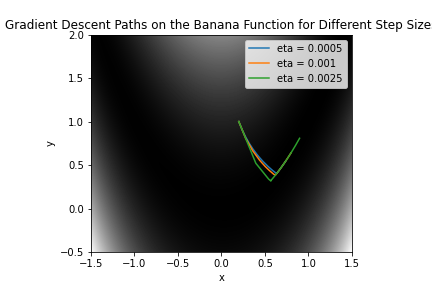 Gradient Descent Paths on the Banana Function for Different Step Size
eta = 0.0005
eta = 0.001
eta = 0.0025
2.0
1.5
1.0
0.5
0.0
−0.5
y
−1.5 −1.0 −0.5 0.0 0.5 1.0 1.5
x